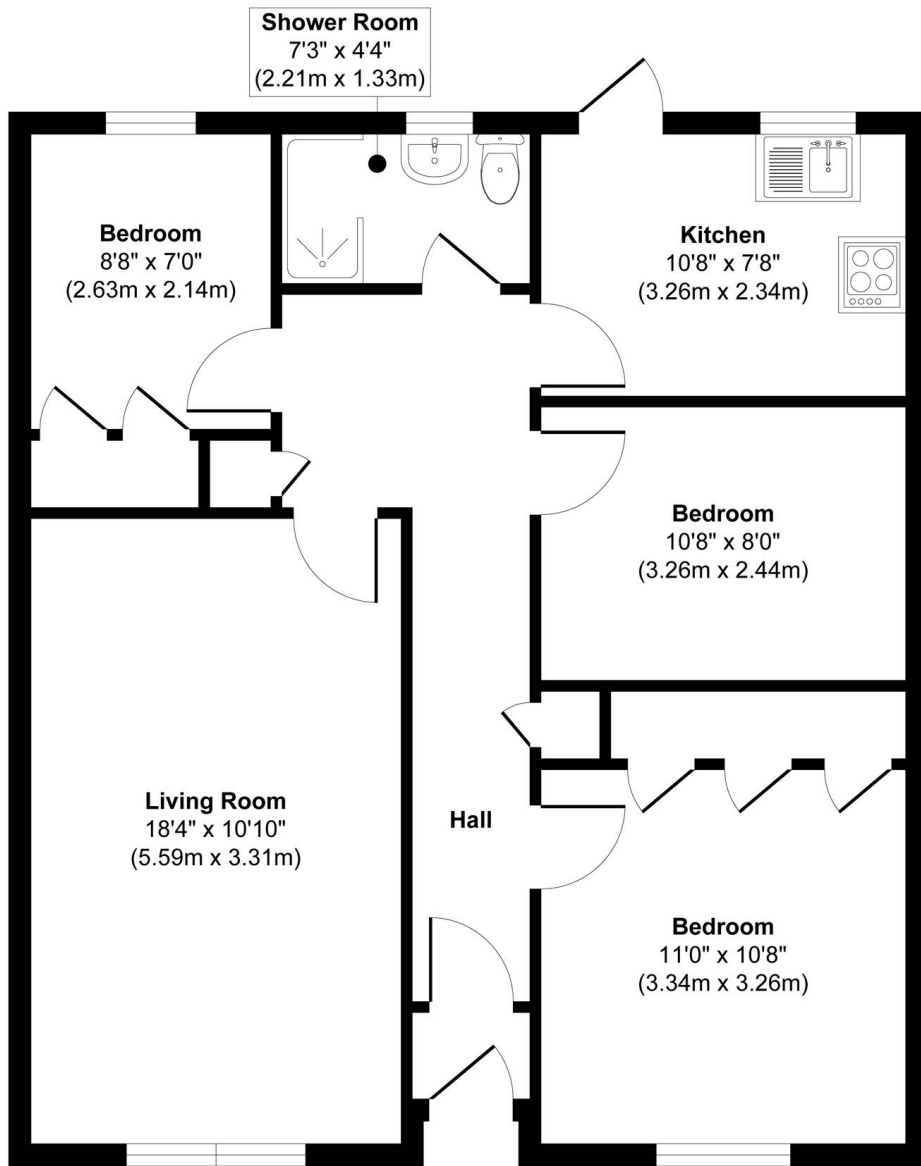 Shower Room
7'3" x 4'4"
(2.21m x 1.33m)
Bedroom
8'8" x 7'0"
(2.63m x 2.14m)
Kitchen
10'8" x 7'8"
(3.26m x 2.34m)
Bedroom
10'8" x 8'0"
(3.26m x 2.44m)
Living Room
18'4" x 10'10"
(5.59m x 3.31m)
Hall
Bedroom
11'0" x 10'8"
(3.34m x 3.26m)